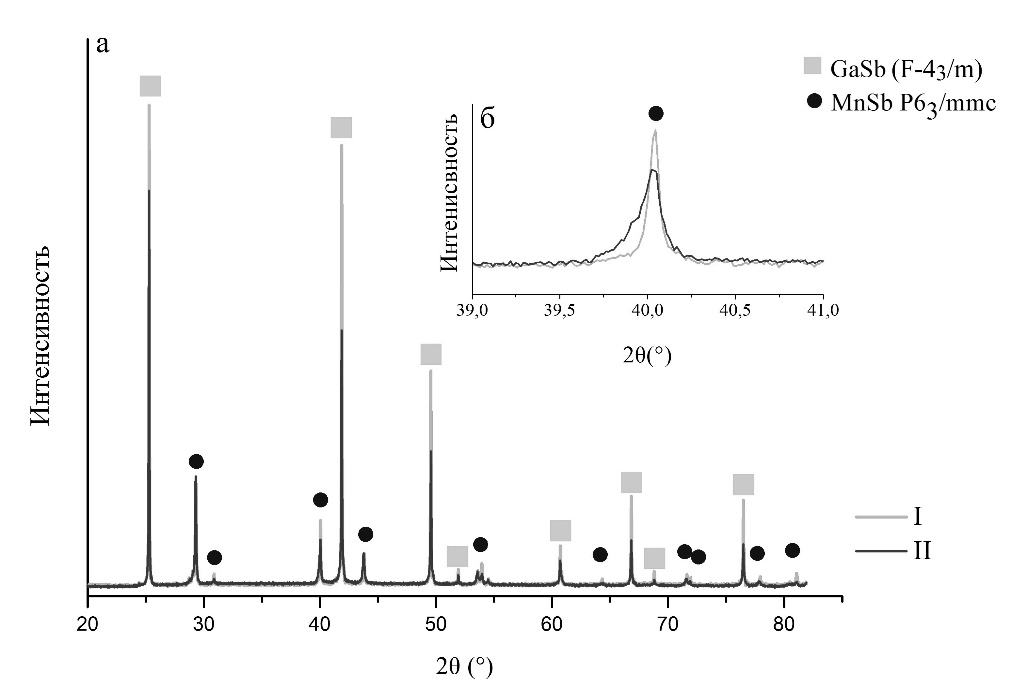 а
GaSb (F-43/m)
MnSb P63/mmc
б
Интенисвность
39,0 39,5 40,0 40,5 41,0
2θ(°)
Интенсивность
I
II
20 30 40 50 60 70 80
2θ (°)